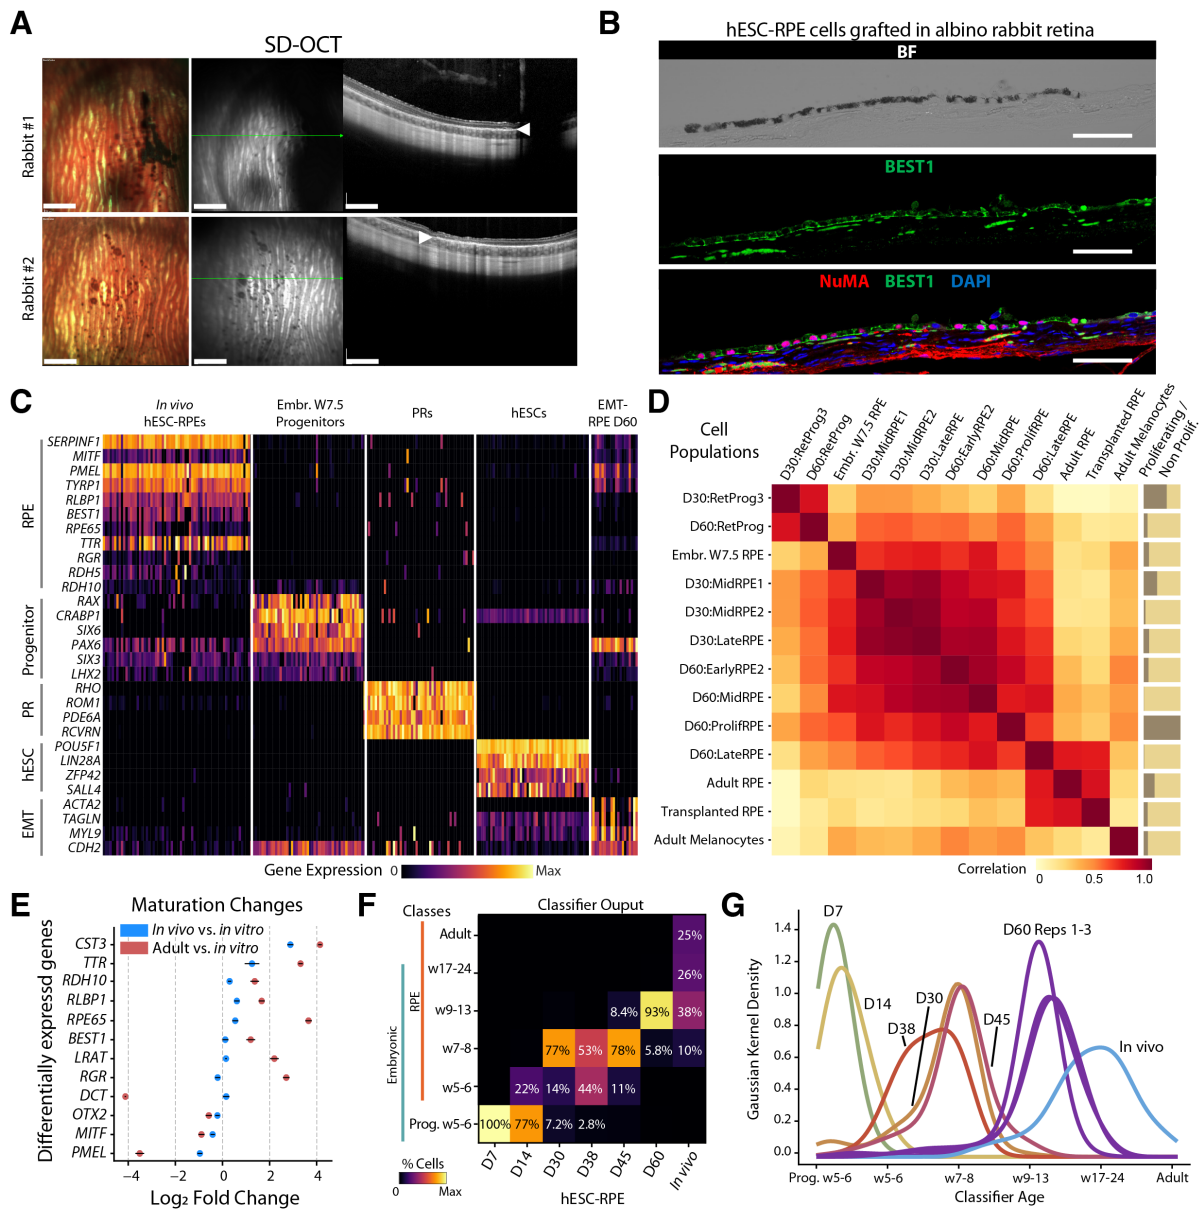 A
SD-OCT
Rabbit #1
Rabbit #2
B
hESC-RPE cells grafted in albino rabbit retina
BF
BEST1
NuMA BEST1 DAPI
C
In vivo
hESC-RPEs
Embr. W7.5
Progenitors
PRs
hESCs
EMT-
RPE D60
RPE
SERPINF1
MITF
PMEL
TYRP1
RLBP1
BEST1
RPE65
TTR
RGR
RDH5
RDH10
Progenitor
RAX
CRABP1
SIX6
PAX6
SIX3
LHX2
PR
RHO
ROM1
PDE6A
RCVRN
hESC
POU5F1
LIN28A
ZFP42
SALL4
EMT
ACTA2
TAGLN
MYL9
CDH2
Gene Expression 0 Max
D
Cell
Populations
D30:RetProg3
D60:RetProg
Embr. W7.5 RPE
D30:MidRPE1
D30:MidRPE2
D30:LateRPE
D60:EarlyRPE2
D60:MidRPE
D60:ProlifRPE
D60:LateRPE
Adult RPE
Transplanted RPE
Adult Melanocytes
Proliferating /
Non Prolif.
D30:RetProg3
D60:RetProg
Embr. W7.5 RPE
D30:MidRPE1
D30:MidRPE2
D30:LateRPE
D60:EarlyRPE2
D60:MidRPE
D60:ProlifRPE
D60:LateRPE
Adult RPE
Transplanted RPE
Adult Melanocytes
Correlation
0 0.5 1.0
E
Maturation Changes
In vivo vs. in vitro
Adult vs. in vitro
Differentially expressd genes
CST3
TTR
RDH10
RLBP1
RPE65
BEST1
LRAT
RGR
DCT
OTX2
MITF
PMEL
−4 −2 0 2 4
Log₂ Fold Change
F
Classes
Classifier Ouput
Embryonic
RPE
Adult 25%
w17-24 26%
w9-13 8.4% 93% 38%
w7-8 77% 53% 78% 5.8% 10%
w5-6 22% 14% 44% 11%
Prog. w5-6 100% 77% 7.2% 2.8%
D7 D14 D30 D38 D45 D60 In vivo
% Cells
0 Max
hESC-RPE
G
Gaussian Kernel Density
1.4
1.2
1.0
0.8
0.6
0.4
0.2
0.0
D7
D14
D30
D38
D45
D60 Reps 1-3
In vivo
Prog. w5-6 w5-6 w7-8 w9-13 w17-24 Adult
Classifier Age